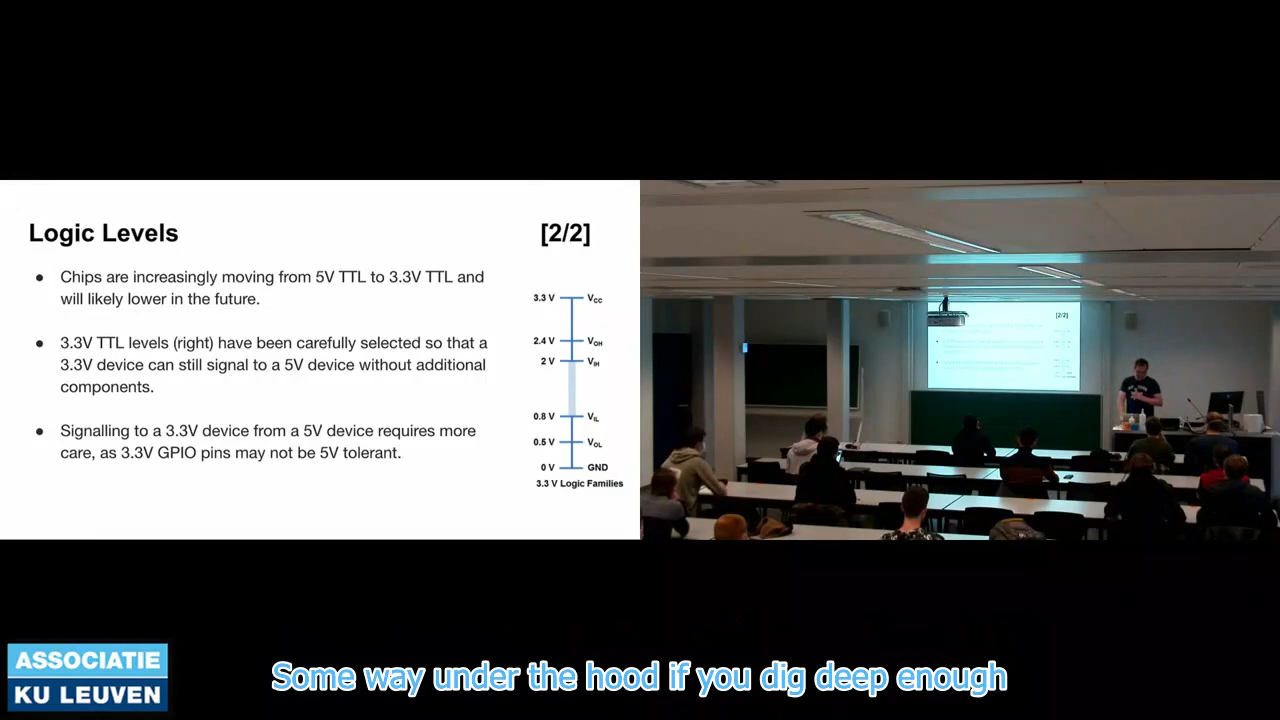 Logic Levels
[2/2]
● Chips are increasingly moving from 5V TTL to 3.3V TTL and
will likely lower in the future.
● 3.3V TTL levels (right) have been carefully selected so that a
3.3V device can still signal to a 5V device without additional
components.
● Signalling to a 3.3V device from a 5V device requires more
care, as 3.3V GPIO pins may not be 5V tolerant.
3.3 V VCC
2.4 V VOH
2 V VIH
0.8 V VIL
0.5 V VOL
0 V GND
3.3 V Logic Families
[2/2]
ASSOCIATIE
KU LEUVEN
Some way under the hood if you dig deep enough